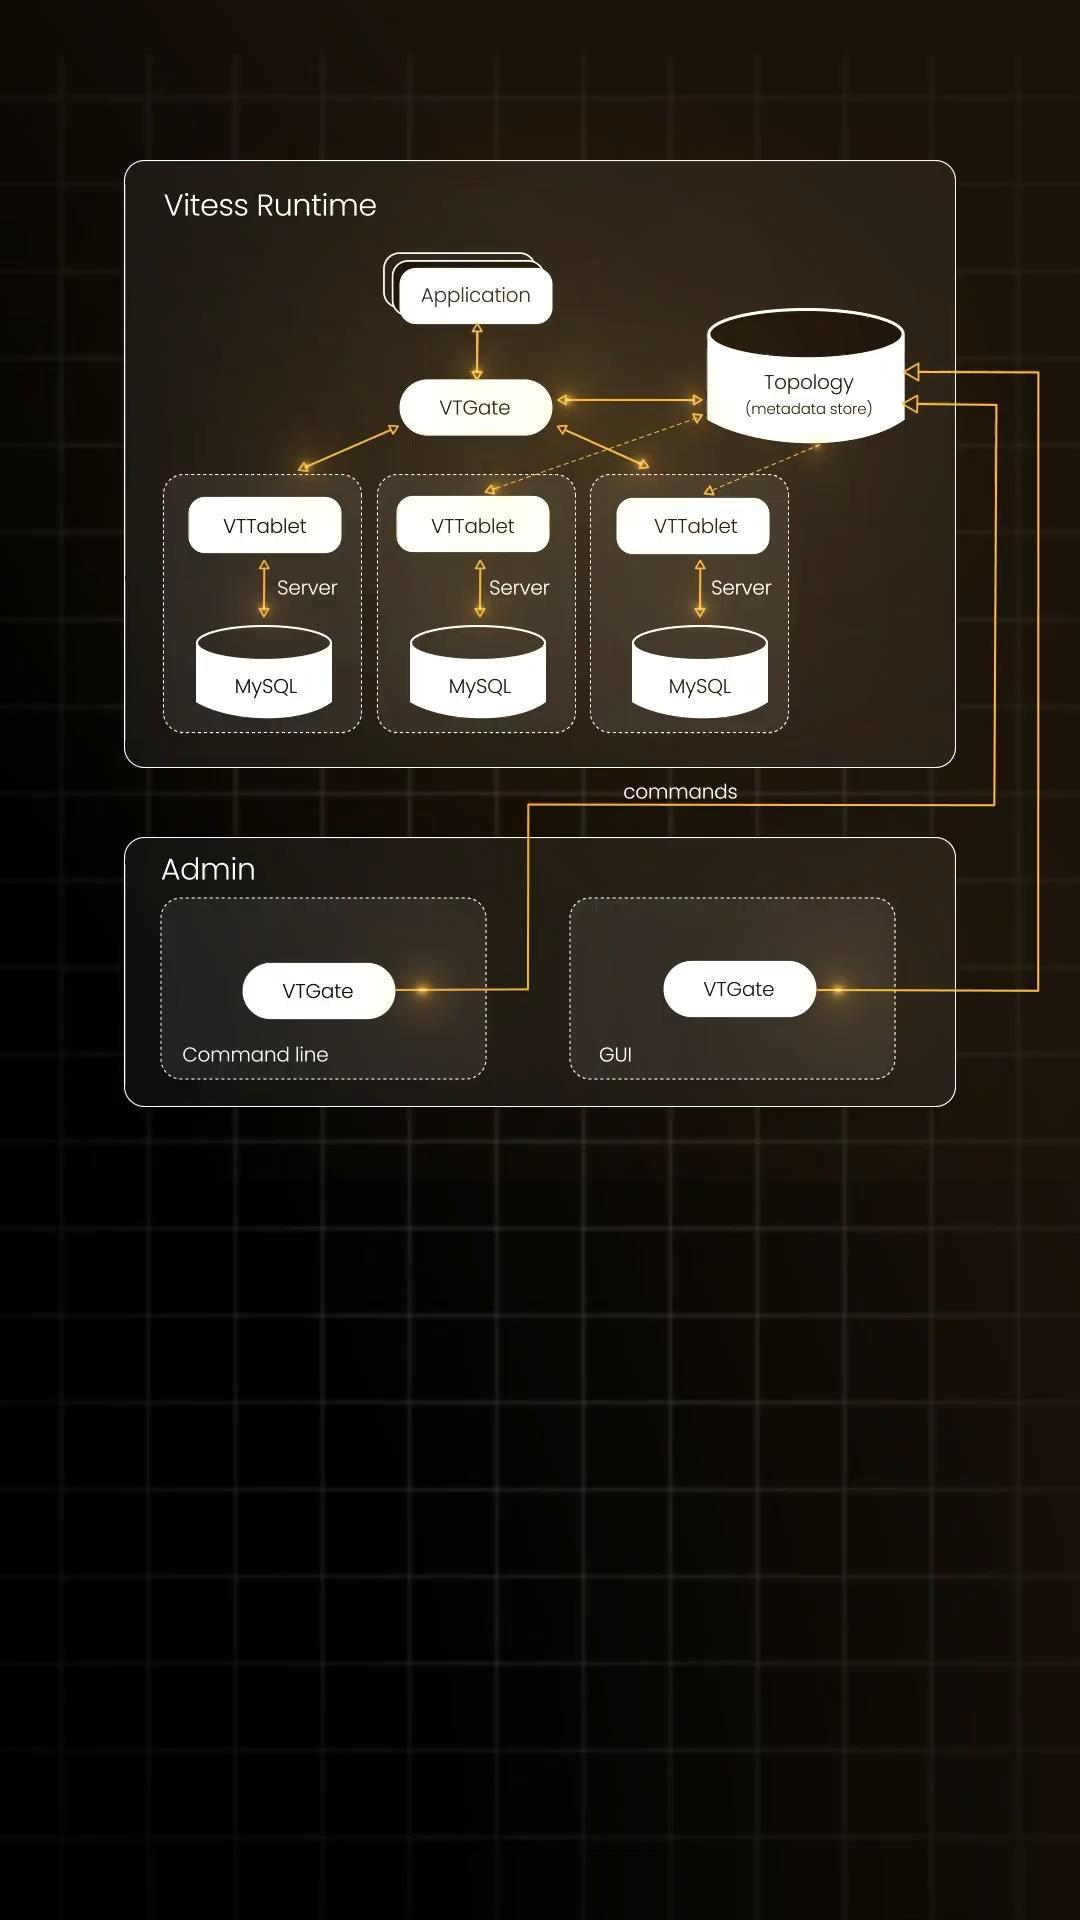 Vitess Runtime
Application
VTGate
Topology
(metadata store)
VTTablet
VTTablet
VTTablet
Server
Server
Server
MySQL
MySQL
MySQL
commands
Admin
VTGate
VTGate
Command line
GUI